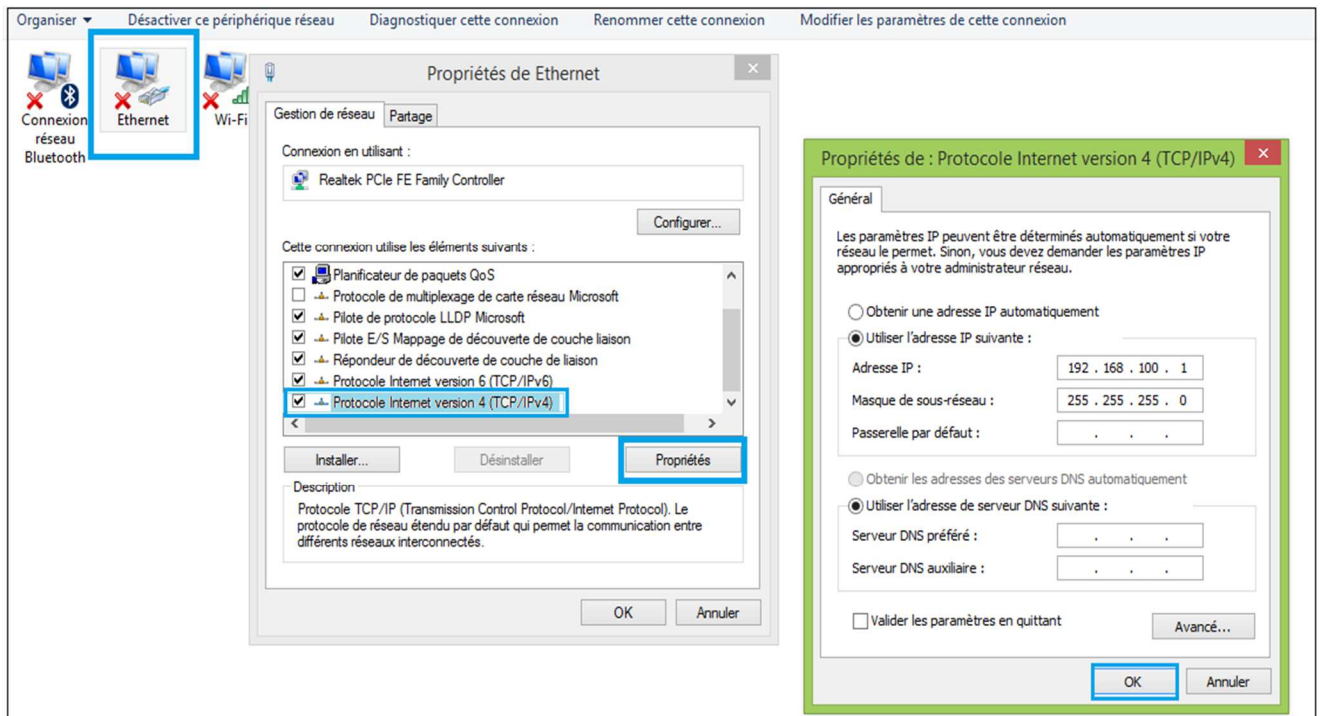 Organiser Désactiver ce périphérique réseau Diagnostiquer cette connexion Renommer cette connexion Modifier les paramètres de cette connexion
Connexion
réseau
Bluetooth
Ethernet
Wi-Fi
Propriétés de Ethernet
Gestion de réseau Partage
Connexion en utilisant :
Realtek PCIe FE Family Controller
Configurer...
Cette connexion utilise les éléments suivants :
Planificateur de paquets QoS
Protocole de multiplexage de carte réseau Microsoft
Pilote de protocole LLDP Microsoft
Pilote E/S Mappage de découverte de couche liaison
Répondeur de découverte de couche de liaison
Protocole Internet version 6 (TCP/IPv6)
Protocole Internet version 4 (TCP/IPv4)
Installer... Désinstaller Propriétés
Description
Protocole TCP/IP (Transmission Control Protocol/Internet Protocol). Le
protocole de réseau étendu par défaut qui permet la communication entre
différents réseaux interconnectés.
OK Annuler
Propriétés de : Protocole Internet version 4 (TCP/IPv4)
Général
Les paramètres IP peuvent être déterminés automatiquement si votre
réseau le permet. Sinon, vous devez demander les paramètres IP
appropriés à votre administrateur réseau.
Obtenir une adresse IP automatiquement
Utiliser l'adresse IP suivante :
Adresse IP : 192 . 168 . 100 . 1
Masque de sous-réseau : 255 . 255 . 255 . 0
Passerelle par défaut : . . .
Obtenir les adresses des serveurs DNS automatiquement
Utiliser l'adresse de serveur DNS suivante :
Serveur DNS préféré : . . .
Serveur DNS auxiliaire : . . .
Valider les paramètres en quittant
Avancé...
OK Annuler